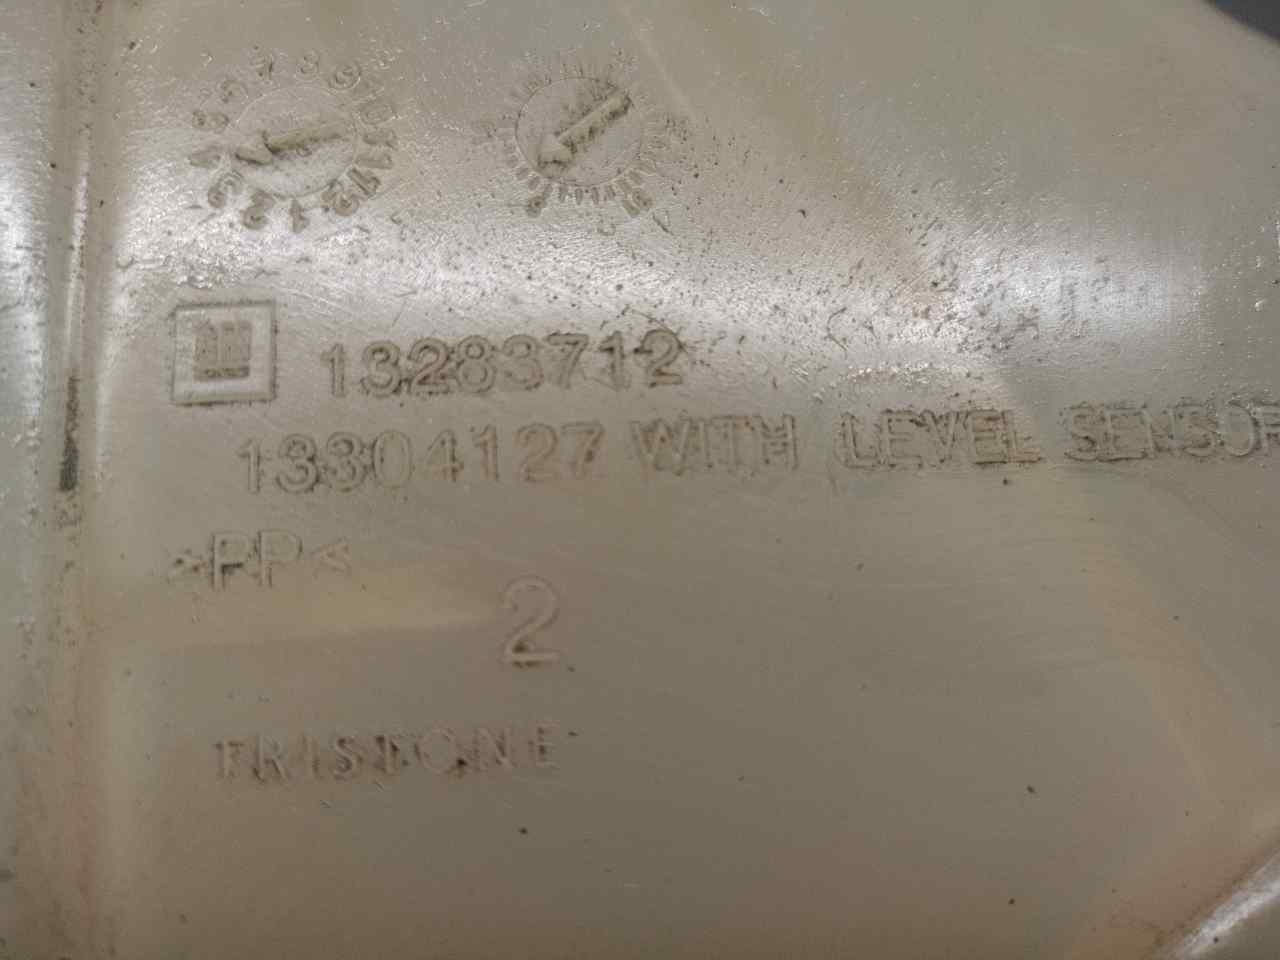 13283712
13304127 WITH LEVEL SENSOR
>PP<
2
FRISTONE